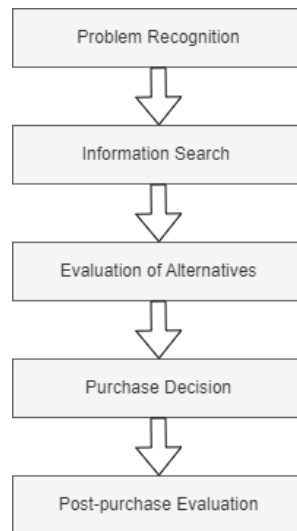 Problem Recognition
Information Search
Evaluation of Alternatives
Purchase Decision
Post-purchase Evaluation